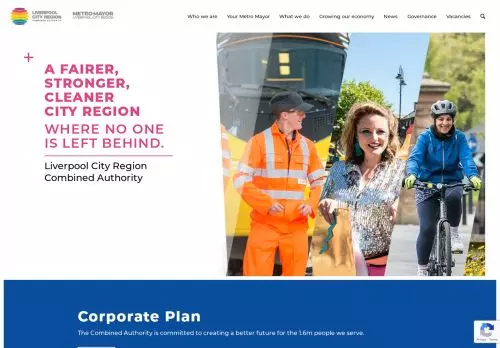 LIVERPOOL
CITY REGION
METRO MAYOR
LIVERPOOL CITY REGION
Who we are
Your Metro Mayor
What we do
Growing our economy
News
Governance
Vacancies
A FAIRER,
STRONGER,
CLEANER
CITY REGION
WHERE NO ONE
IS LEFT BEHIND.
Liverpool City Region
Combined Authority
Corporate Plan
The Combined Authority is committed to creating a better future for the 1.6m people we serve.
Privacy - Terms